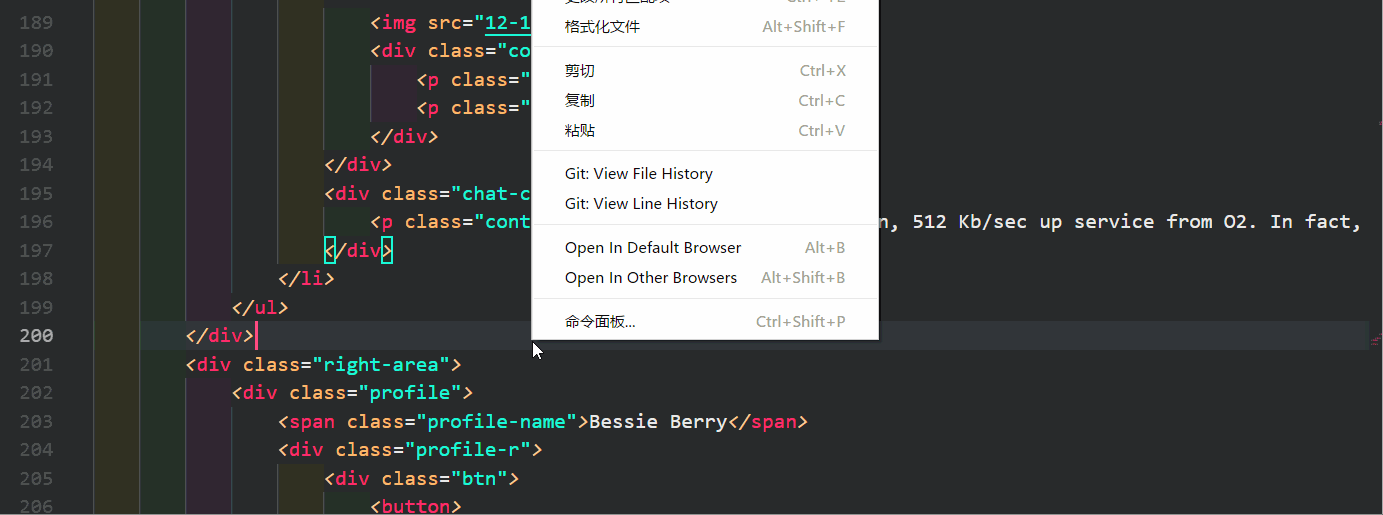 189 <img src="12-1
190 <div class="co
191 <p class="
192 <p class="
193 </div>
194 </div>
195 <div class="chat-c
196 <p class="cont n, 512 Kb/sec up service from O2. In fact,
197 </div>
198 </li>
199 </ul>
200 </div>
201 <div class="right-area">
202 <div class="profile">
203 <span class="profile-name">Bessie Berry</span>
204 <div class="profile-r">
205 <div class="btn">
206 <button>
格式化文件 Alt+Shift+F
剪切 Ctrl+X
复制 Ctrl+C
粘贴 Ctrl+V
Git: View File History
Git: View Line History
Open In Default Browser Alt+B
Open In Other Browsers Alt+Shift+B
命令面板... Ctrl+Shift+P